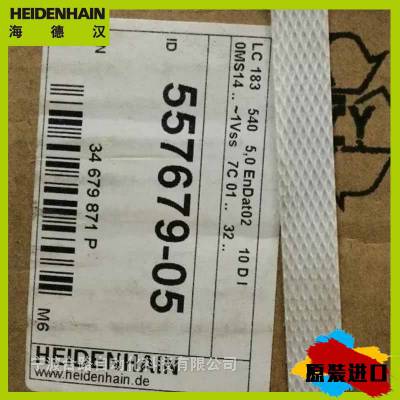 HEIDENHAIN
海 德 汉
ID
557679-05
LC 183 540 5,0 EnDat02 10 D I
0MS14 .. ~1Vss 7C 01 .. 32 ..
N
34 679 871 P
M6
HEIDENHAIN
www.heidenhain.de
原装进口